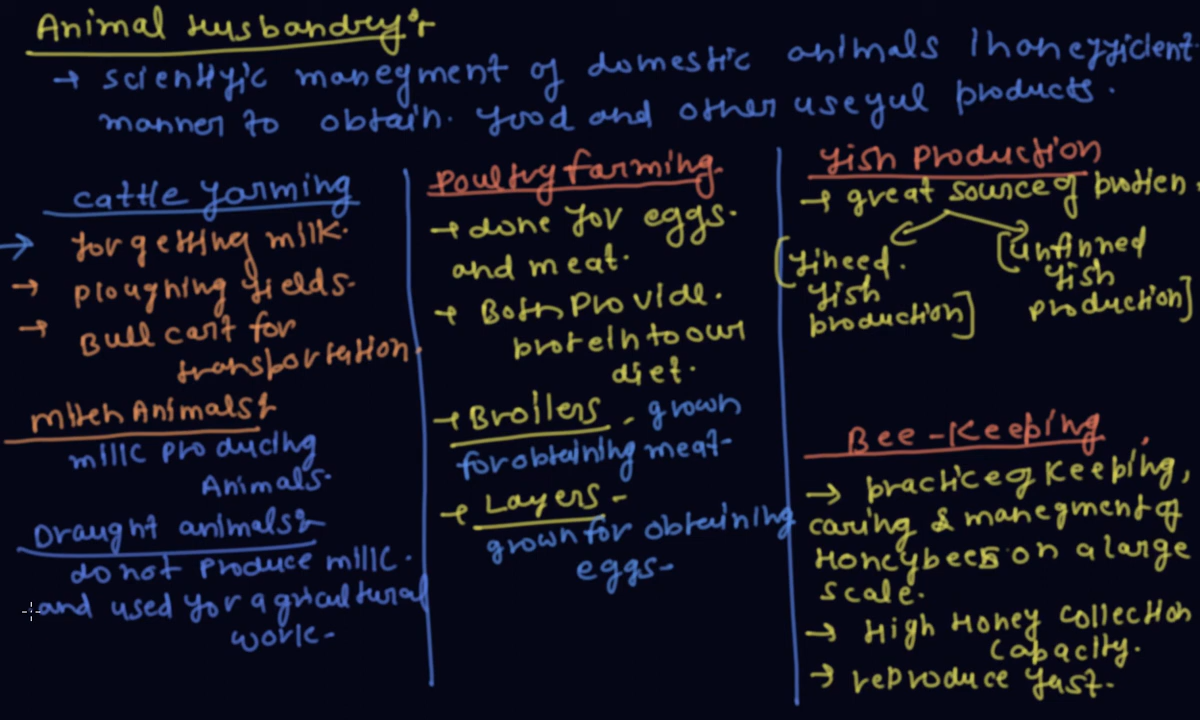 Animal Husbandry:
→ scientific manegment of domestic animals in an efficient
manner to obtain. food and other useful products.
cattle farming
→ for getting milk.
→ ploughing fields.
→ Bull cart for
transportation.
Milch Animals:
milk producing
Animals.
Draught animals:
do not produce milk.
and used for agricultural
work.
Poultry farming
→ done for eggs.
and meat.
→ Both Provide.
protein to our
diet.
→ Broilers - grown
for obtaining meat-
→ Layers -
grown for obtaining
eggs-
fish Production
→ great source of protien.
[fineed.
fish
production]
[unfinned
fish
production]
Bee-Keeping
→ practice of Keeping,
caring & manegment of
Honeybees on a large
scale.
→ High Honey collection
capacity.
→ reproduce fast.